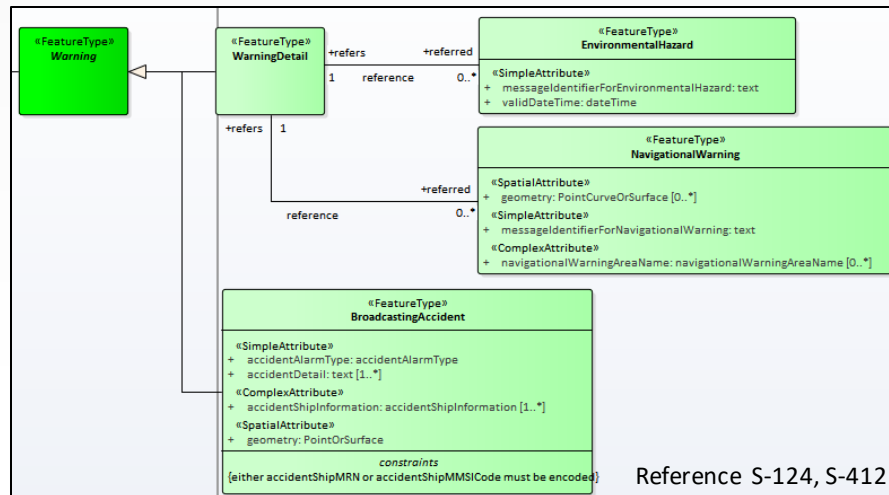 «FeatureType»
Warning
«FeatureType»
WarningDetail
+refers
+referred
1
reference
0..*
«FeatureType»
EnvironmentalHazard
«SimpleAttribute»
+ messageIdentifierForEnvironmentalHazard: text
+ validDateTime: dateTime
+refers
1
+referred
reference
0..*
«FeatureType»
NavigationalWarning
«SpatialAttribute»
+ geometry: PointCurveOrSurface [0..*]
«SimpleAttribute»
+ messageIdentifierForNavigationalWarning: text
«ComplexAttribute»
+ navigationalWarningAreaName: navigationalWarningAreaName [0..*]
«FeatureType»
BroadcastingAccident
«SimpleAttribute»
+ accidentAlarmType: accidentAlarmType
+ accidentDetail: text [1..*]
«ComplexAttribute»
+ accidentShipInformation: accidentShipInformation [1..*]
«SpatialAttribute»
+ geometry: PointOrSurface
constraints
{either accidentShipMRN or accidentShipMMSICode must be encoded}
Reference S-124, S-412